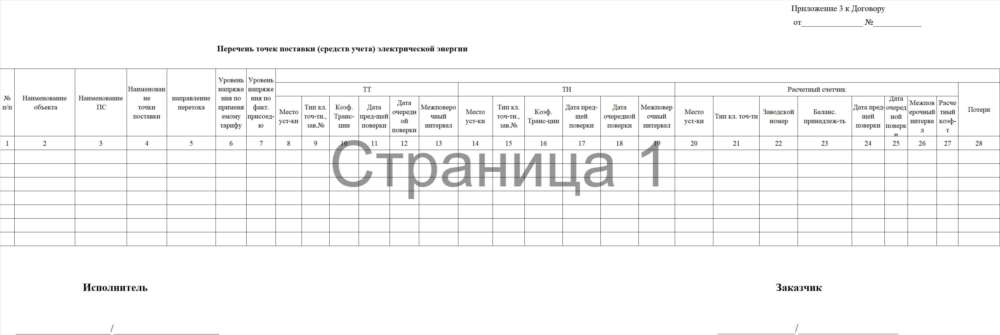 Приложение 3 к Договору
от_______________ №____________
Перечень точек поставки (средств учета) электрической энергии
№ п/п
Наименование объекта
Наименование ПС
Наименование точки поставки
направление перетока
Уровень напряжения по применяемому тарифу
Уровень напряжения по факт. присоед-ю
ТТ
ТН
Расчетный счетчик
Потери
Место уст-ки
Тип кл. точ-ти., зав.№
Коэф. Транс-ции
Дата пред-щей поверки
Дата очередной поверки
Межповерочный интервал
Место уст-ки
Тип кл. точ-ти., зав.№
Коэф. Транс-ции
Дата пред-щей поверки
Дата очередной поверки
Межповерочный интервал
Место уст-ки
Тип кл. точ-ти
Заводской номер
Баланс. принадлеж-ть
Дата пред-щей поверки
Дата очередной поверки
Межповерочный интервал
Расчетный коэф-т
1 2 3 4 5 6 7 8 9 10 11 12 13 14 15 16 17 18 19 20 21 22 23 24 25 26 27 28
Страница 1
Исполнитель
Заказчик
_______________________/__________________________
___________________/_________________________